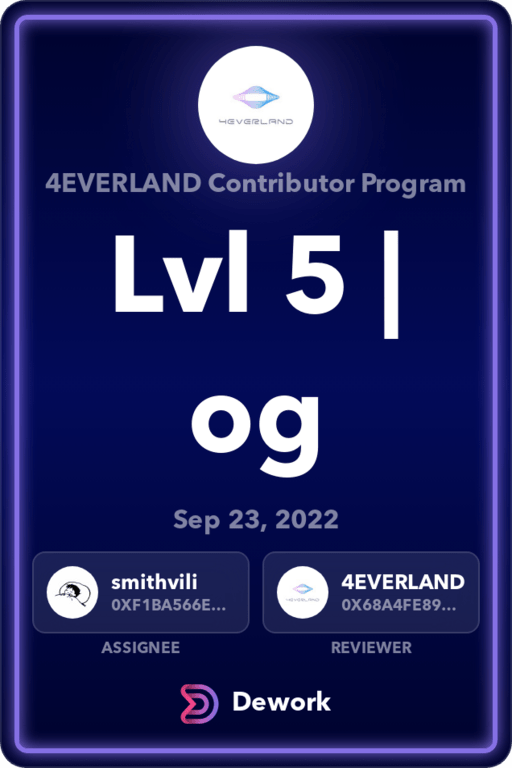 4EVERLAND
4EVERLAND Contributor Program
Lvl 5 |
og
Sep 23, 2022
smithvili
0XF1BA566E...
4EVERLAND
4EVERLAND
0X68A4FE89...
ASSIGNEE
REVIEWER
Dework